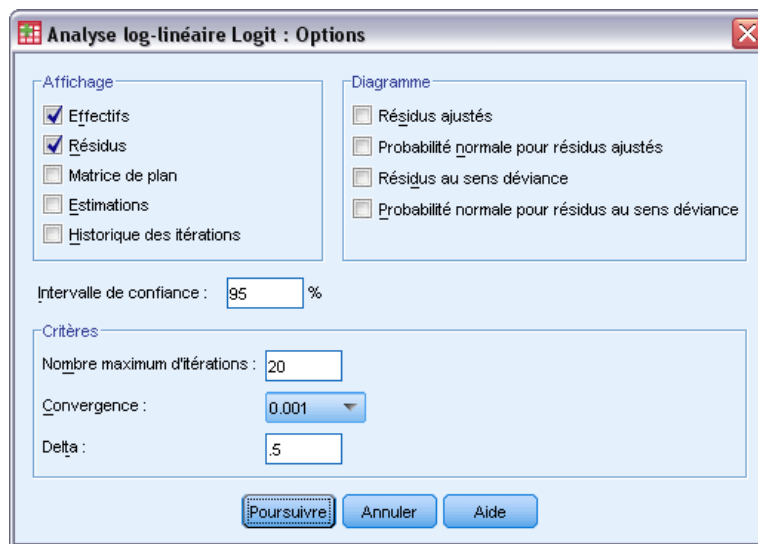 Analyse log-linéaire Logit : Options
Affichage
Effectifs
Résidus
Matrice de plan
Estimations
Historique des itérations
Diagramme
Résidus ajustés
Probabilité normale pour résidus ajustés
Résidus au sens déviance
Probabilité normale pour résidus au sens déviance
Intervalle de confiance : 95 %
Critères
Nombre maximum d'itérations : 20
Convergence : 0.001
Delta : .5
Poursuivre Annuler Aide